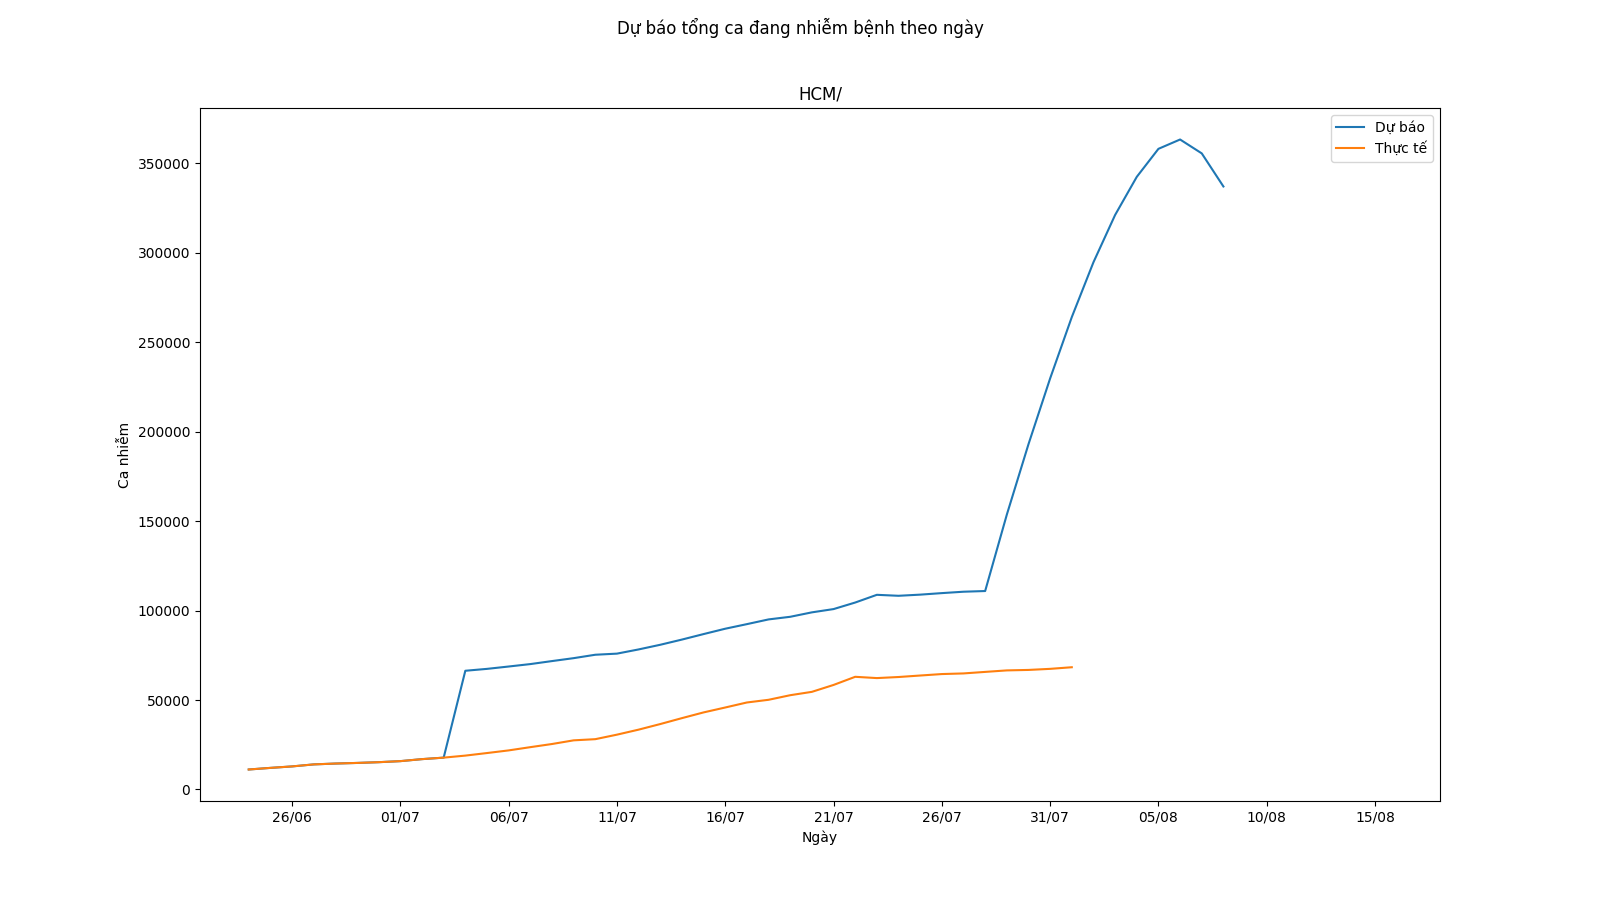 Dự báo tổng ca đang nhiễm bệnh theo ngày
HCM/
Dự báo
Thực tế
350000
300000
250000
200000
150000
100000
50000
0
Ca nhiễm
26/06 01/07 06/07 11/07 16/07 21/07 26/07 31/07 05/08 10/08 15/08
Ngày